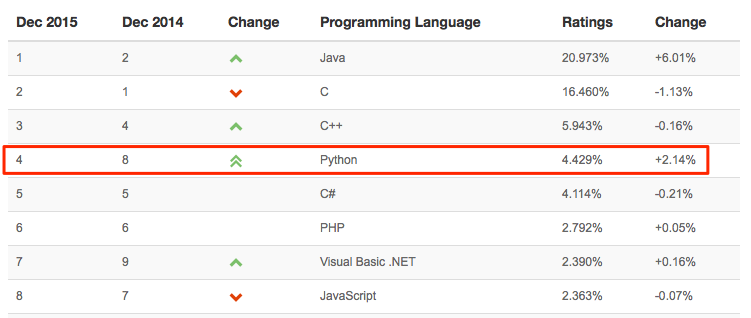 Dec 2015 Dec 2014 Change Programming Language Ratings Change
1 2 Java 20.973% +6.01%
2 1 C 16.460% -1.13%
3 4 C++ 5.943% -0.16%
4 8 Python 4.429% +2.14%
5 5 C# 4.114% -0.21%
6 6 PHP 2.792% +0.05%
7 9 Visual Basic .NET 2.390% +0.16%
8 7 JavaScript 2.363% -0.07%